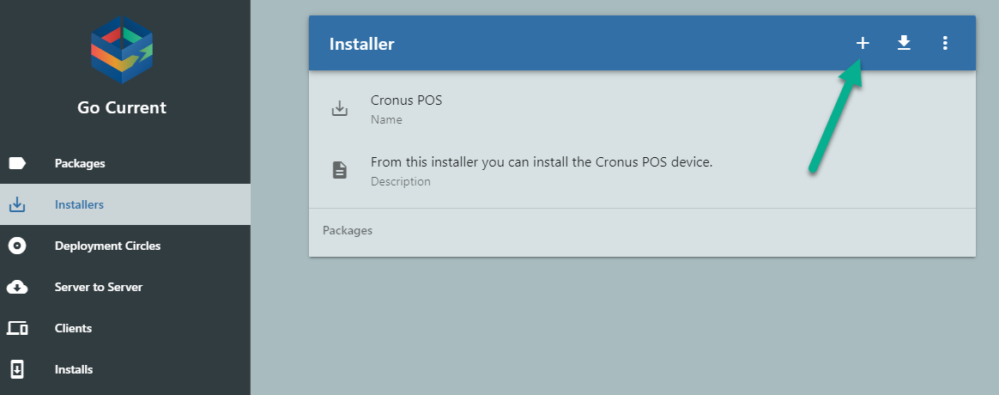 Go Current
Packages
Installers
Deployment Circles
Server to Server
Clients
Installs
Installer
Cronus POS
Name
From this installer you can install the Cronus POS device.
Description
Packages